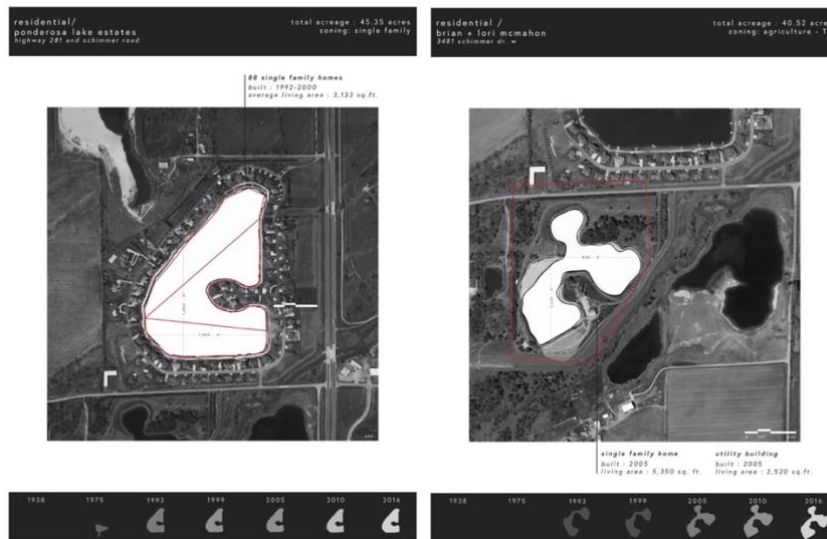 residential/
ponderosa lake estates
highway 281 and schimmer road
total acreage : 45.35 acres
zoning: single family
88 single family homes
built : 1992-2000
average living area : 3,133 sq.ft.
1938
1975
1993
1999
2005
2010
2016
residential/
brian + lori mcmahon
3481 schimmer dr. w
total acreage : 40.52 acre
zoning: agriculture - T
single family home
built : 2005
living area : 5,350 sq. ft.
utility building
built : 2005
living area : 2,520 sq. ft.
1938
1975
1993
1999
2005
2010
2016